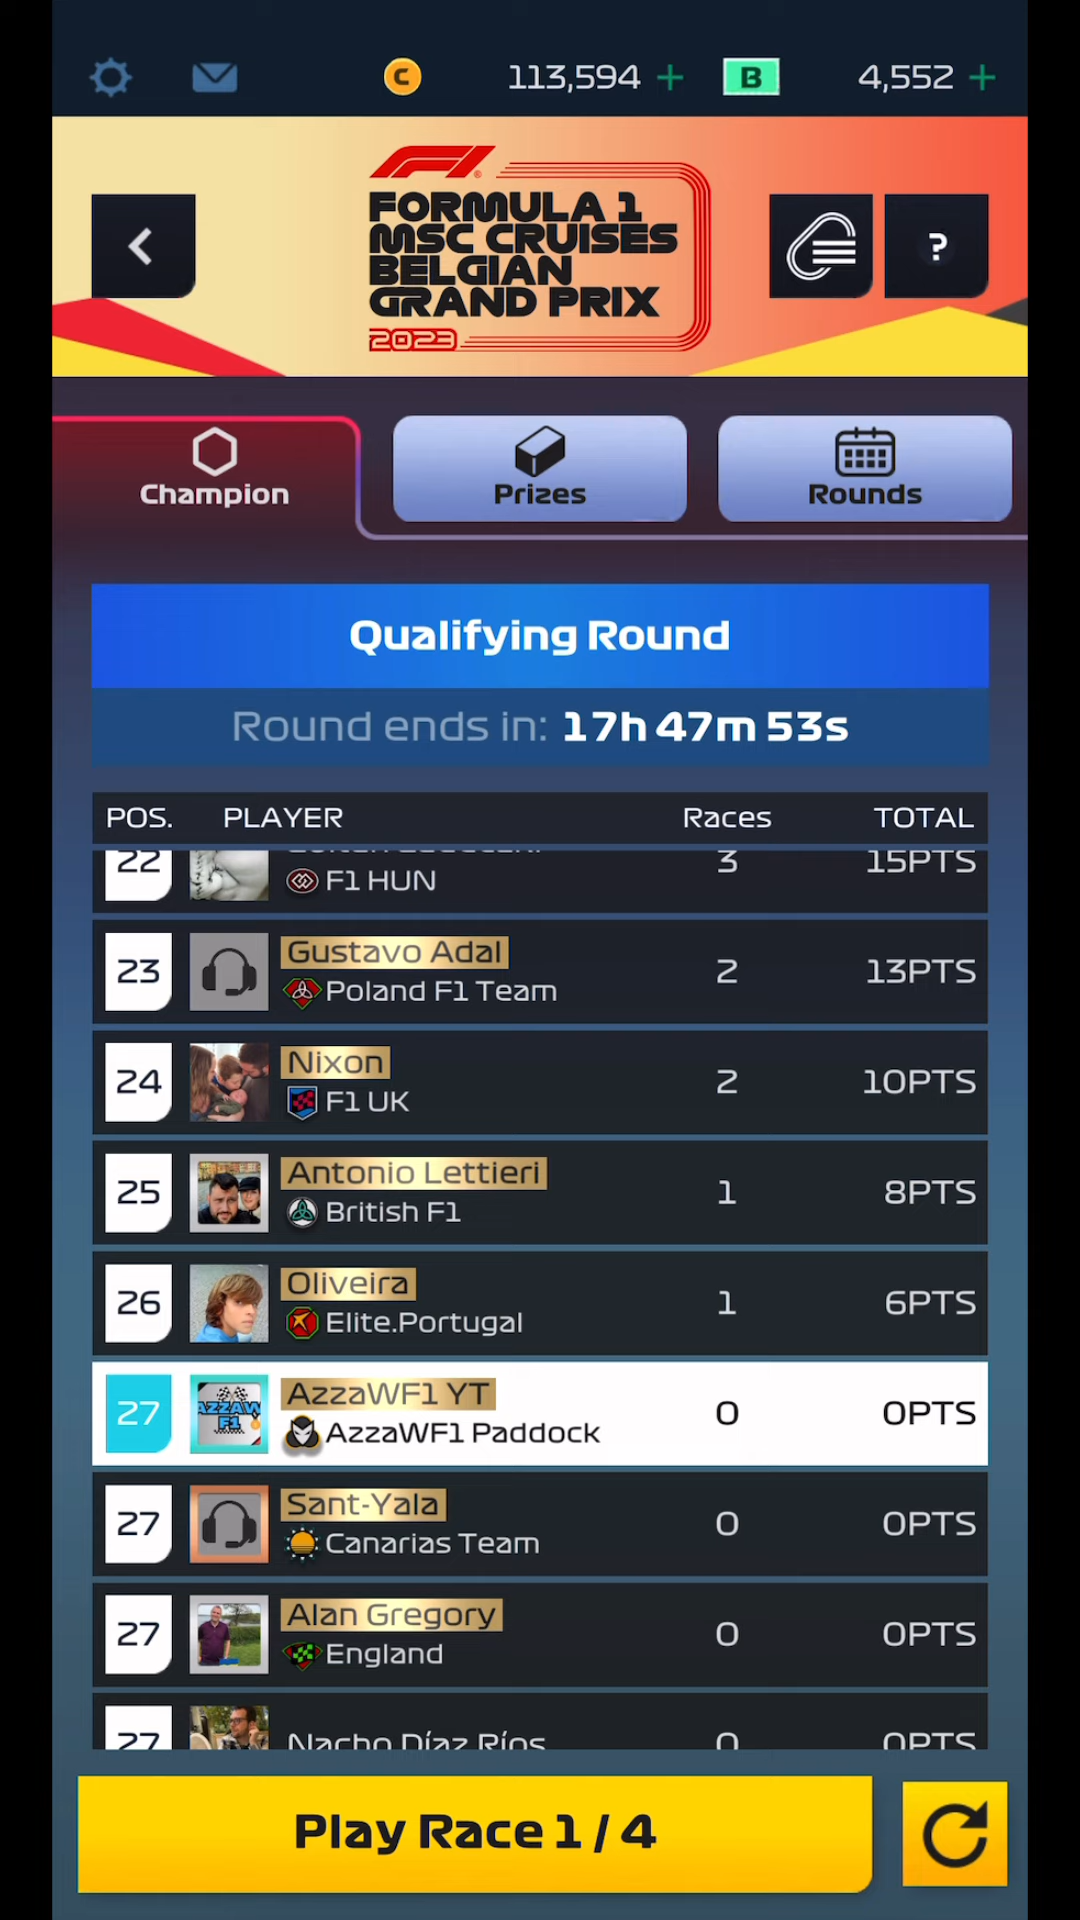 C 113,594 + B 4,552 +
F1
FORMULA 1
MSC CRUISES
BELGIAN
GRAND PRIX
2023
?
Champion
Prizes
Rounds
Qualifying Round
Round ends in: 17h 47m 53s
POS. PLAYER Races TOTAL
22 3 15PTS
F1 HUN
23 Gustavo Adal 2 13PTS
Poland F1 Team
24 Nixon 2 10PTS
F1 UK
25 Antonio Lettieri 1 8PTS
British F1
26 Oliveira 1 6PTS
Elite.Portugal
27 AZZAW F1 AzzaWF1 YT 0 0PTS
AzzaWF1 Paddock
27 Sant-Yala 0 0PTS
Canarias Team
27 Alan Gregory 0 0PTS
England
27 Nacho Díaz Ríos 0 0PTS
Play Race 1 / 4